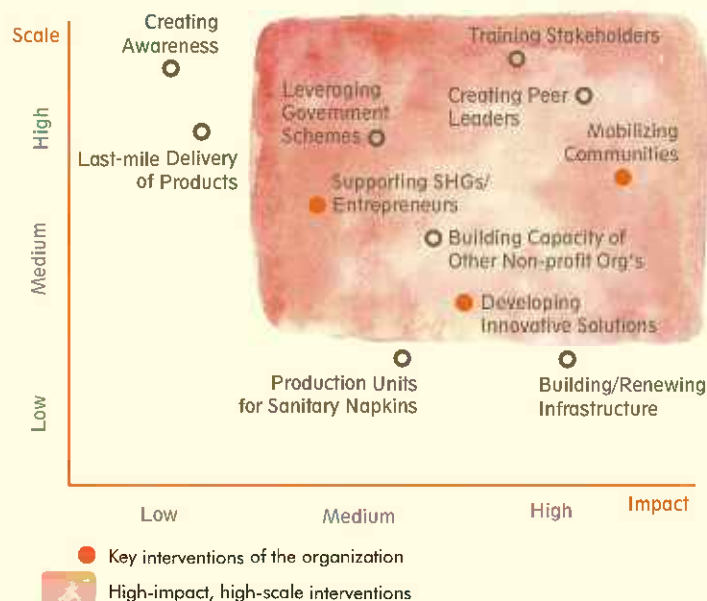 Scale
Creating
Awareness
Training Stakeholders
Leveraging
Government
Schemes
Creating Peer
Leaders
High
Mobilizing
Communities
Last-mile Delivery
of Products
Supporting SHGs/
Entrepreneurs
Medium
Building Capacity of
Other Non-profit Org's
Developing
Innovative Solutions
Production Units
for Sanitary Napkins
Building/Renewing
Infrastructure
Low
Low
Medium
High
Impact
Key interventions of the organization
High-impact, high-scale interventions